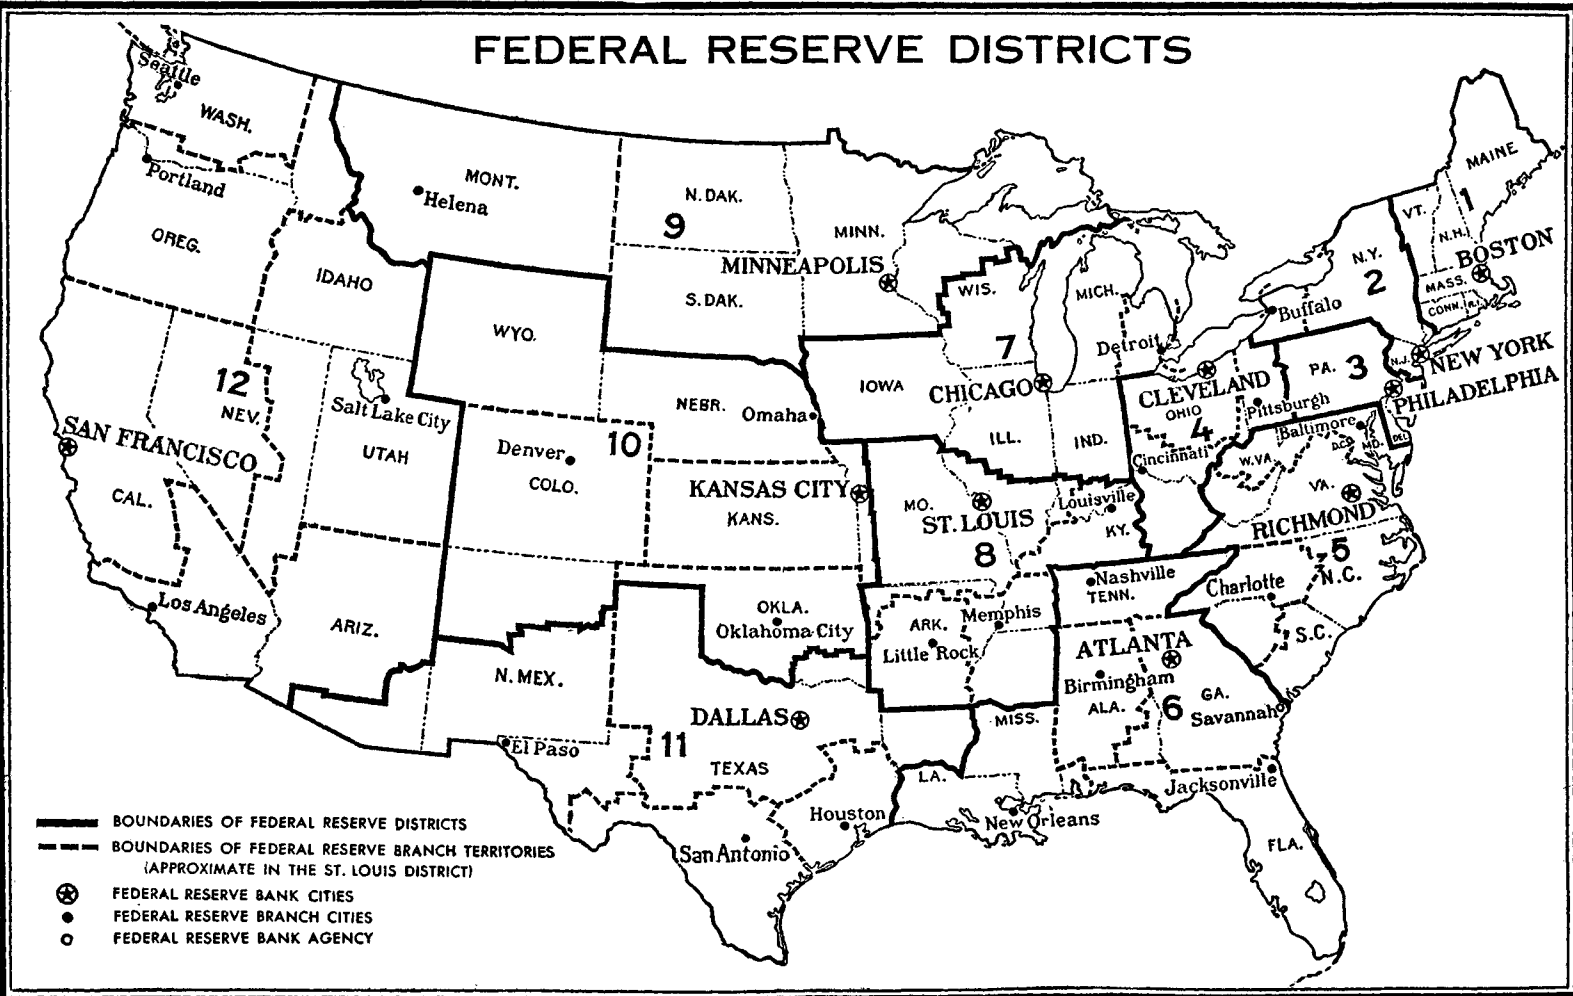 FEDERAL RESERVE DISTRICTS
Seattle
WASH.
Portland
OREG.
MONT.
Helena
IDAHO
N. DAK.
9
MINN.
MINNEAPOLIS
S. DAK.
WYO.
WIS.
MICH.
7
Detroit
MAINE
1
VT.
N.H.
BOSTON
MASS.
CONN.
R.I.
N.Y.
2
Buffalo
NEW YORK
N.J.
PA.
3
PHILADELPHIA
12
NEV.
SAN FRANCISCO
CAL.
Salt Lake City
UTAH
Los Angeles
ARIZ.
Denver
COLO.
10
NEBR.
Omaha
IOWA
CHICAGO
ILL.
IND.
CLEVELAND
OHIO
4
Pittsburgh
Cincinnati
Baltimore
D.C.
MD.
DEL.
W.VA.
VA.
RICHMOND
5
KANSAS CITY
KANS.
MO.
ST. LOUIS
8
Louisville
KY.
Nashville
TENN.
Charlotte
N.C.
S.C.
OKLA.
Oklahoma City
ARK.
Little Rock
Memphis
ATLANTA
Birmingham
ALA.
6
GA.
Savannah
MISS.
N. MEX.
El Paso
DALLAS
11
TEXAS
LA.
Houston
San Antonio
New Orleans
Jacksonville
FLA.
BOUNDARIES OF FEDERAL RESERVE DISTRICTS
BOUNDARIES OF FEDERAL RESERVE BRANCH TERRITORIES
(APPROXIMATE IN THE ST. LOUIS DISTRICT)
FEDERAL RESERVE BANK CITIES
FEDERAL RESERVE BRANCH CITIES
FEDERAL RESERVE BANK AGENCY